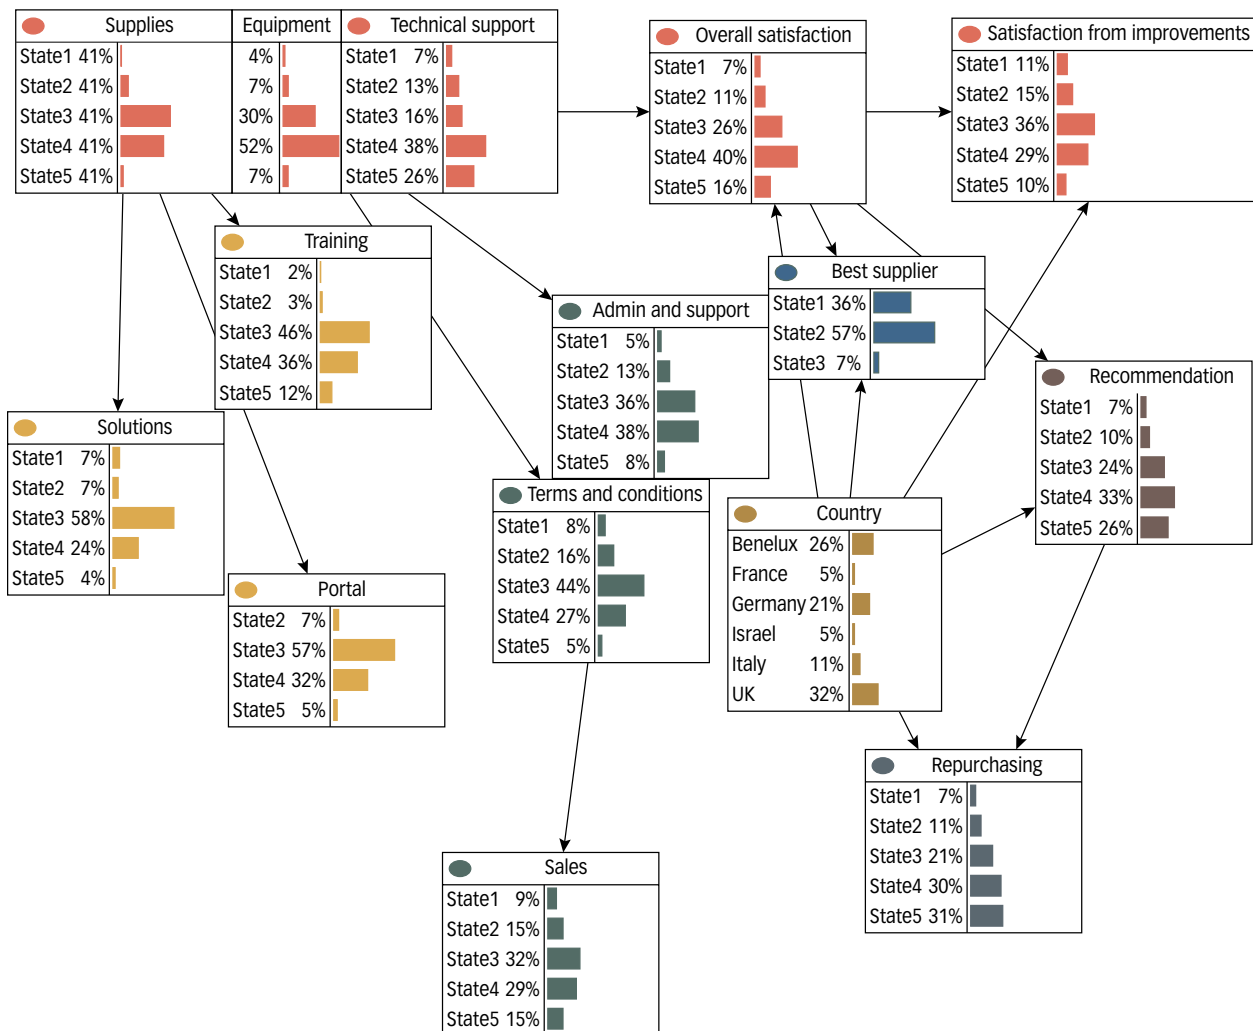 Supplies
State1 41%
State2 41%
State3 41%
State4 41%
State5 41%
Equipment
4%
7%
30%
52%
7%
Technical support
State1 7%
State2 13%
State3 16%
State4 38%
State5 26%
Overall satisfaction
State1 7%
State2 11%
State3 26%
State4 40%
State5 16%
Satisfaction from improvements
State1 11%
State2 15%
State3 36%
State4 29%
State5 10%
Training
State1 2%
State2 3%
State3 46%
State4 36%
State5 12%
Best supplier
State1 36%
State2 57%
State3 7%
Admin and support
State1 5%
State2 13%
State3 36%
State4 38%
State5 8%
Recommendation
State1 7%
State2 10%
State3 24%
State4 33%
State5 26%
Solutions
State1 7%
State2 7%
State3 58%
State4 24%
State5 4%
Terms and conditions
State1 8%
State2 16%
State3 44%
State4 27%
State5 5%
Country
Benelux 26%
France 5%
Germany 21%
Israel 5%
Italy 11%
UK 32%
Portal
State2 7%
State3 57%
State4 32%
State5 5%
Repurchasing
State1 7%
State2 11%
State3 21%
State4 30%
State5 31%
Sales
State1 9%
State2 15%
State3 32%
State4 29%
State5 15%